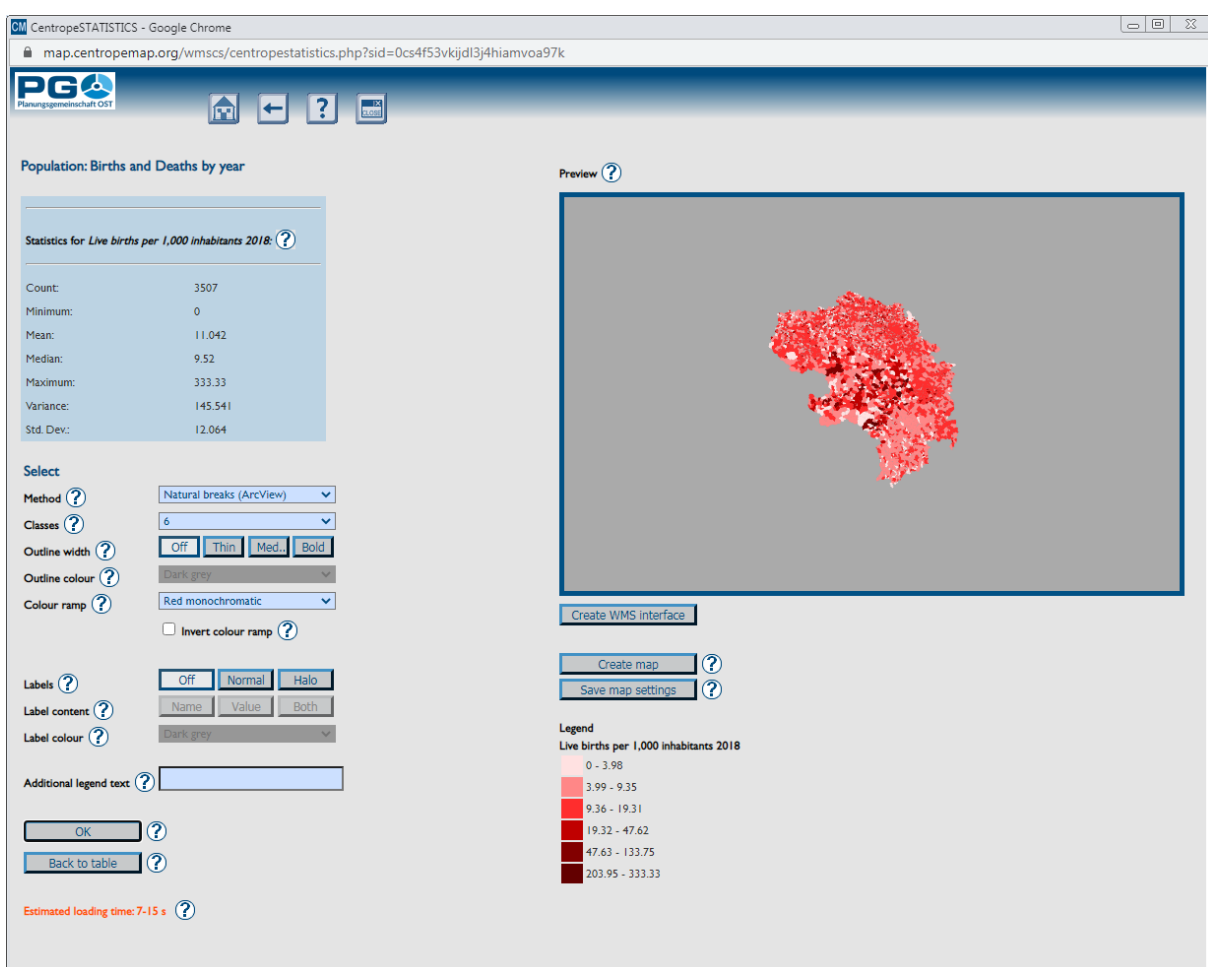 CM CentropeSTATISTICS - Google Chrome
map.centropemap.org/wmscs/centropestatistics.php?sid=0cs4f53vkijdl3j4hiamvoa97k
PGO
Planungsgemeinschaft OST
? CLOSE
Population: Births and Deaths by year
Preview ?
Statistics for Live births per 1,000 inhabitants 2018: ?
Count: 3507
Minimum: 0
Mean: 11.042
Median: 9.52
Maximum: 333.33
Variance: 145.541
Std. Dev.: 12.064
Select
Method ? Natural breaks (ArcView)
Classes ? 6
Outline width ? Off Thin Med.. Bold
Outline colour ? Dark grey
Colour ramp ? Red monochromatic
Invert colour ramp ?
Labels ? Off Normal Halo
Label content ? Name Value Both
Label colour ? Dark grey
Additional legend text ?
OK ?
Back to table ?
Estimated loading time: 7-15 s ?
Create WMS interface
Create map ?
Save map settings ?
Legend
Live births per 1,000 inhabitants 2018
0 - 3.98
3.99 - 9.35
9.36 - 19.31
19.32 - 47.62
47.63 - 133.75
203.95 - 333.33